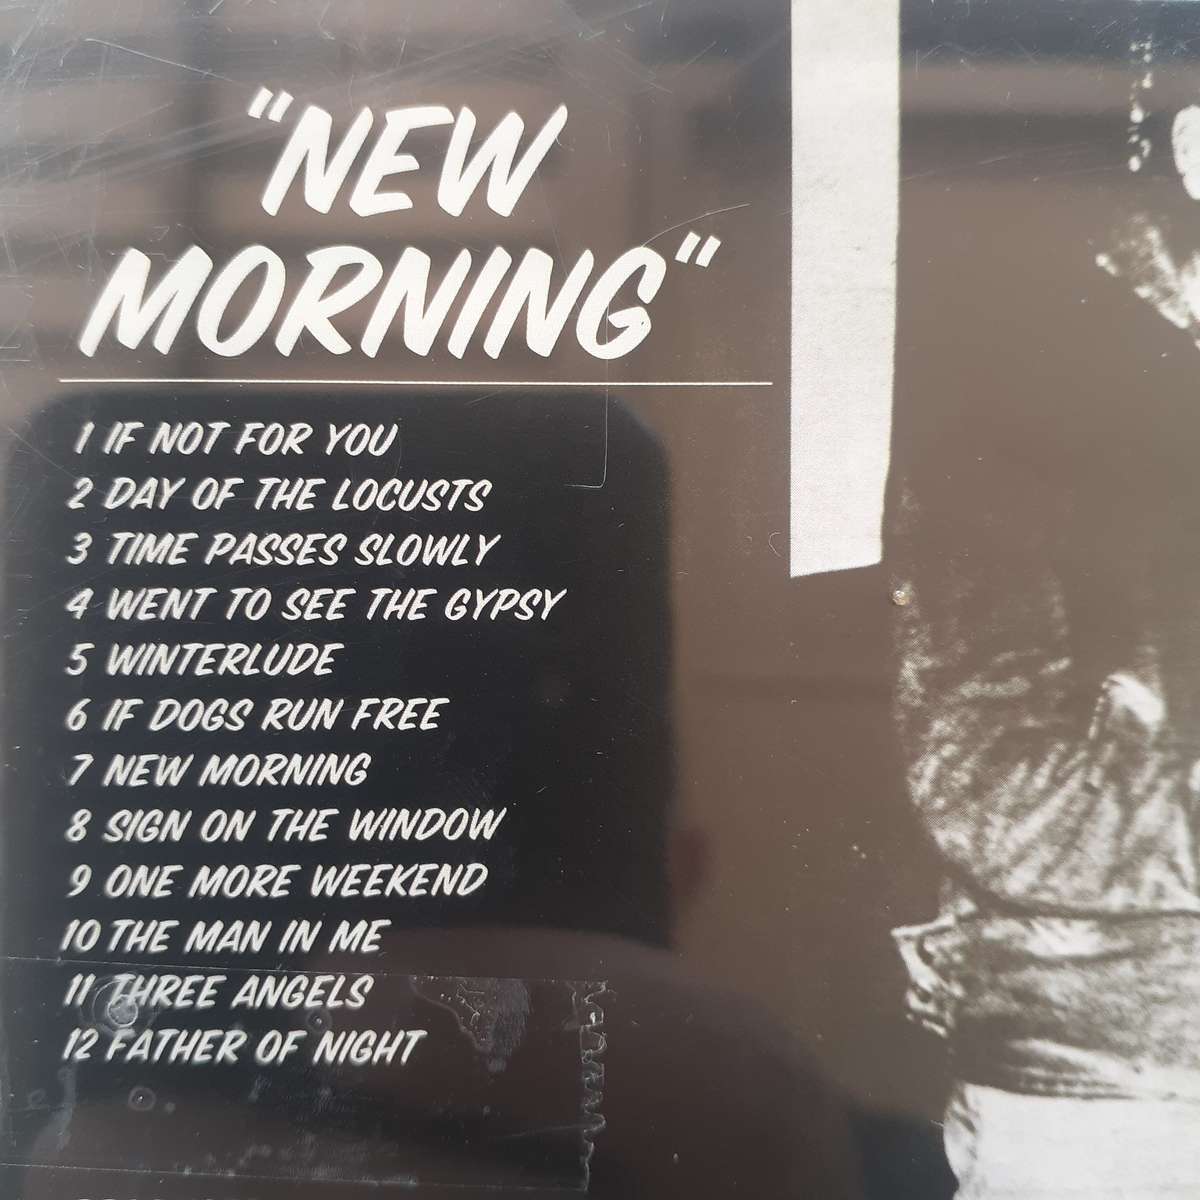 "NEW
MORNING"
1 IF NOT FOR YOU
2 DAY OF THE LOCUSTS
3 TIME PASSES SLOWLY
4 WENT TO SEE THE GYPSY
5 WINTERLUDE
6 IF DOGS RUN FREE
7 NEW MORNING
8 SIGN ON THE WINDOW
9 ONE MORE WEEKEND
10 THE MAN IN ME
11 THREE ANGELS
12 FATHER OF NIGHT